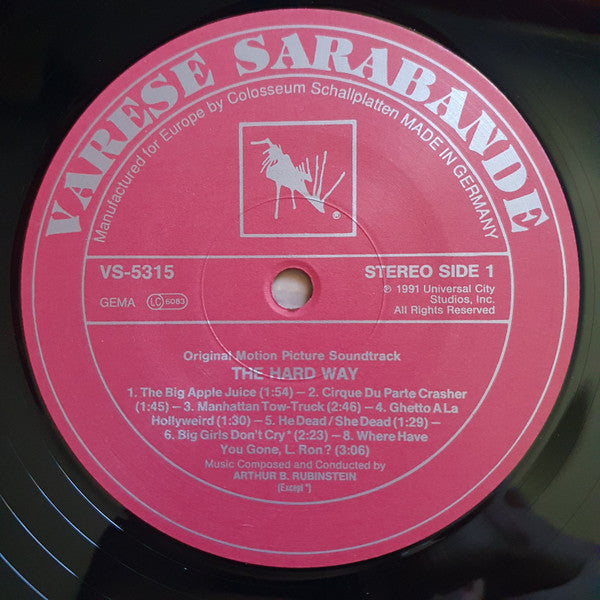 VARESE SARABANDE
Manufactured for Europe by Colosseum Schallplatten MADE IN GERMANY
®
VS-5315
STEREO SIDE 1
GEMA LC 6083
℗ 1991 Universal City
Studios, Inc.
All Rights Reserved
Original Motion Picture Soundtrack
THE HARD WAY
1. The Big Apple Juice (1:54) – 2. Cirque Du Parte Crasher
(1:45) – 3. Manhattan Tow-Truck (2:46) – 4. Ghetto A La
Hollyweird (1:30) – 5. He Dead / She Dead (1:29) –
6. Big Girls Don't Cry* (2:23) – 8. Where Have
You Gone, L. Ron? (3:06)
Music Composed and Conducted by
ARTHUR B. RUBINSTEIN
(Except *)